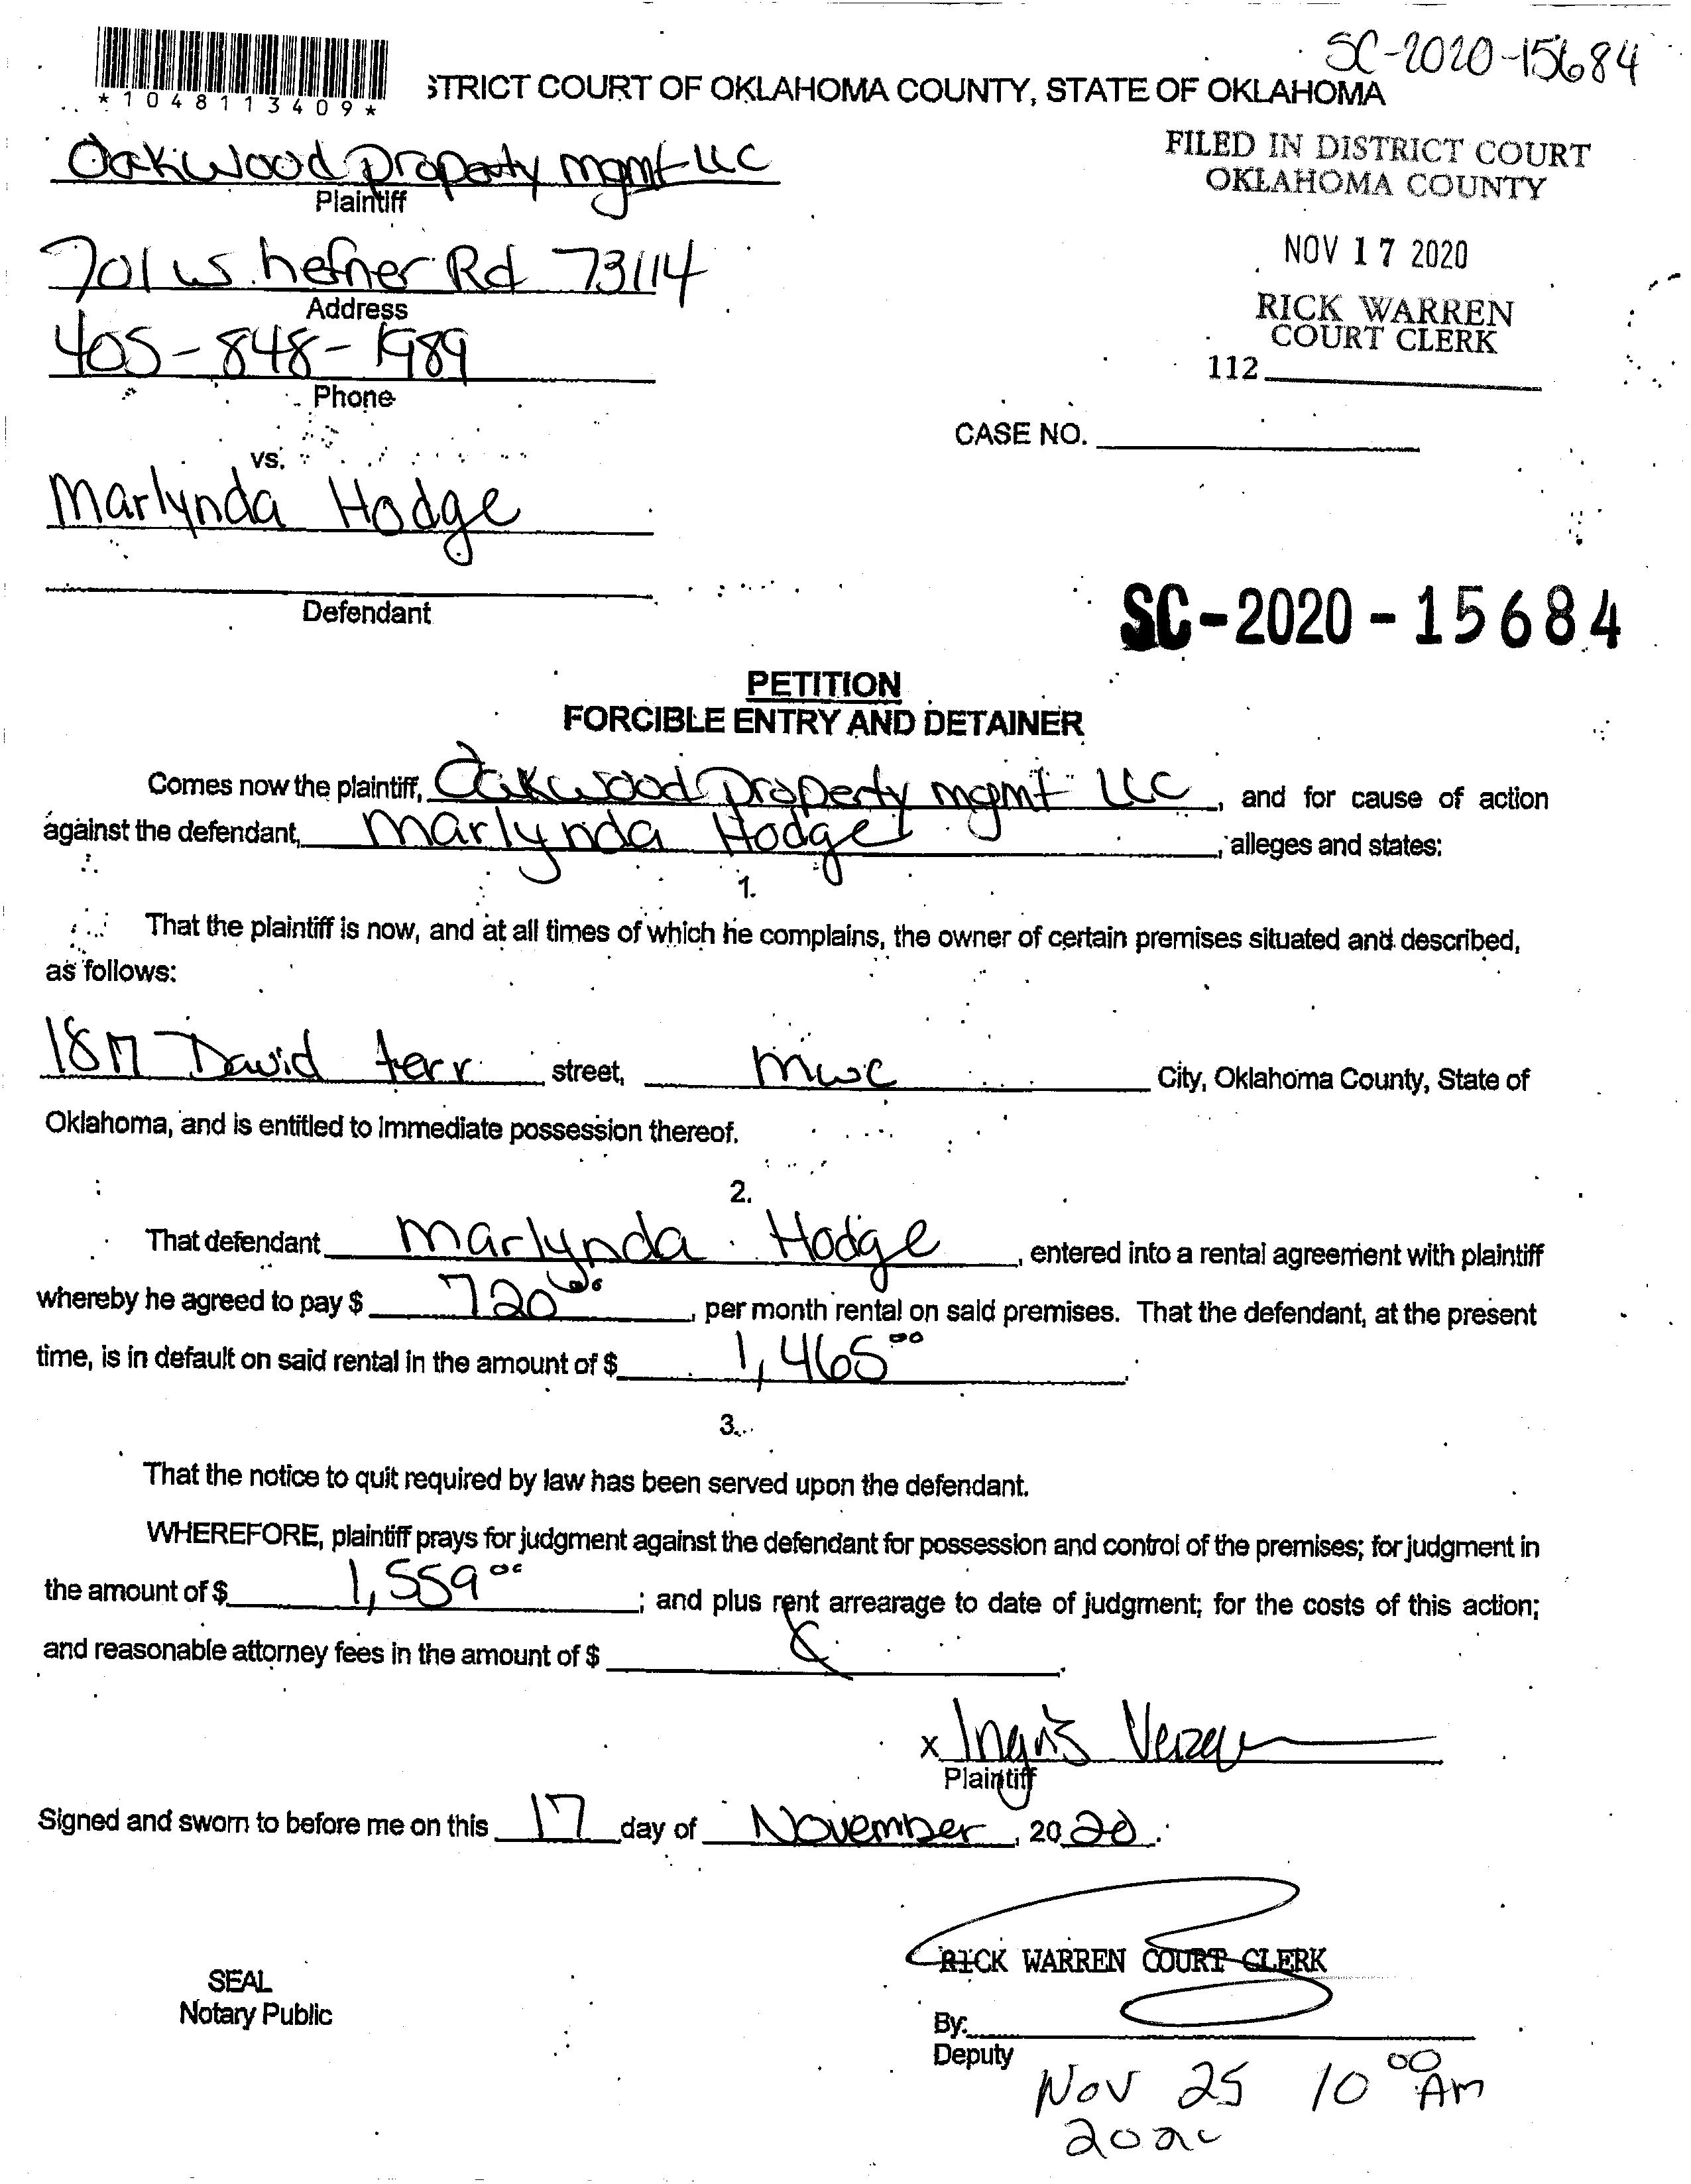 SC-2020-15684
*1048113409*
STRICT COURT OF OKLAHOMA COUNTY, STATE OF OKLAHOMA
Oakwood Property mgmt LLC
Plaintiff
FILED IN DISTRICT COURT
OKLAHOMA COUNTY
701 W. hefner Rd 73114
Address
NOV 17 2020
405-848-1989
Phone
RICK WARREN
COURT CLERK
112
CASE NO.
vs.
Marlynda Hodge
Defendant
SC-2020-15684
PETITION
FORCIBLE ENTRY AND DETAINER
Comes now the plaintiff, Oakwood Property mgmt LLC, and for cause of action
against the defendant, Marlynda Hodge, alleges and states:
1.
That the plaintiff is now, and at all times of which he complains, the owner of certain premises situated and described,
as follows:
1817 David terr street, mwc City, Oklahoma County, State of
Oklahoma, and is entitled to immediate possession thereof.
2.
That defendant Marlynda Hodge, entered into a rental agreement with plaintiff
whereby he agreed to pay $ 720.00, per month rental on said premises. That the defendant, at the present
time, is in default on said rental in the amount of $ 1,465.00.
3.
That the notice to quit required by law has been served upon the defendant.
WHEREFORE, plaintiff prays for judgment against the defendant for possession and control of the premises; for judgment in
the amount of $ 1,559.00; and plus rent arrearage to date of judgment; for the costs of this action;
and reasonable attorney fees in the amount of $
x
Plaintiff
Signed and sworn to before me on this 17 day of November, 2020.
RICK WARREN COURT CLERK
SEAL
Notary Public
By:
Deputy
Nov 25 10 00 Am
2020